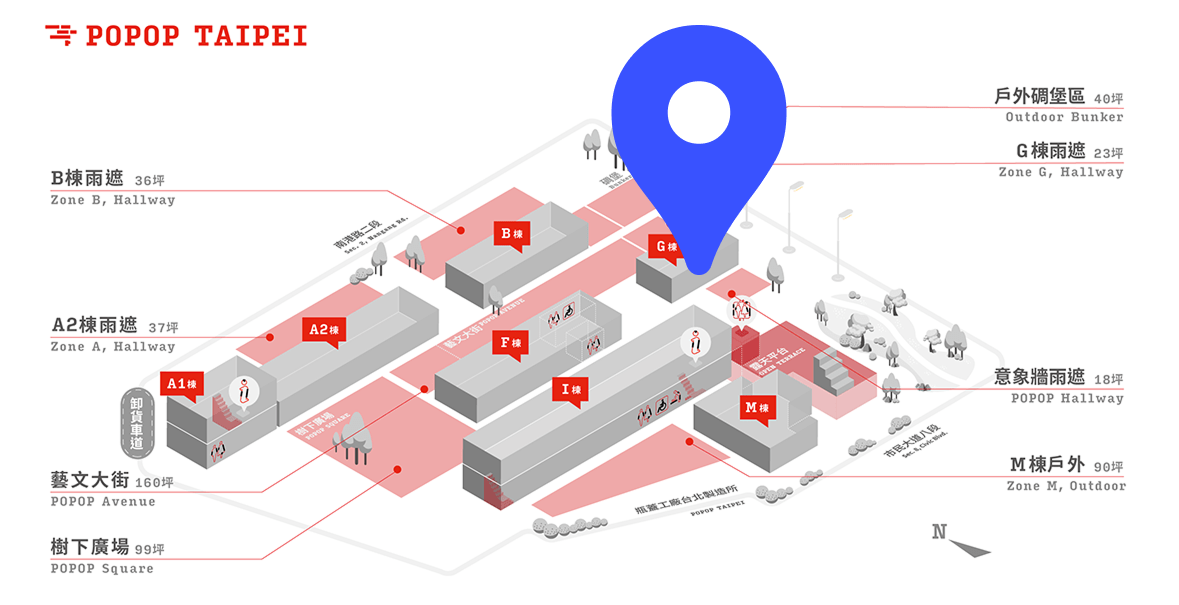 POPOP TAIPEI
戶外碉堡區 40坪
Outdoor Bunker
G棟雨遮 23坪
Zone G, Hallway
B棟雨遮 36坪
Zone B, Hallway
碉堡
南港路二段
Sec. 2, Nangang Rd.
B棟
G棟
A2棟雨遮 37坪
Zone A, Hallway
A2棟
藝文大街 POPOP AVENUE
F棟
A1棟
I棟
露天平台
OPEN TERRACE
M棟
卸貨車道
樹下廣場
POPOP SQUARE
意象牆雨遮 18坪
POPOP Hallway
市民大道八段
Sec. 8, Civic Blvd.
M棟戶外 90坪
Zone M, Outdoor
藝文大街 160坪
POPOP Avenue
瓶蓋工廠台北製造所
POPOP TAIPEI
樹下廣場 99坪
POPOP Square
N